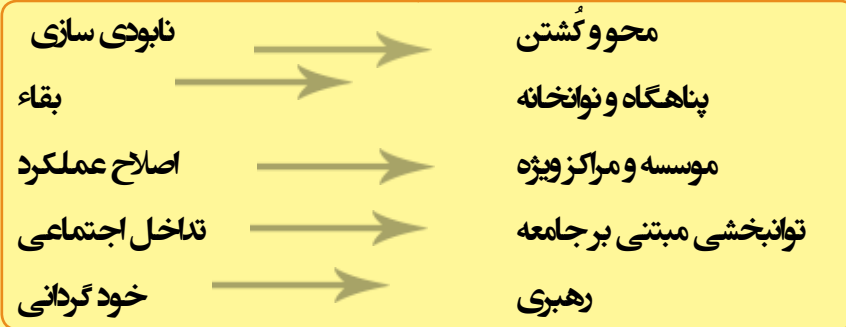 محو و کُشتن نابودی سازی
پناهگاه و نوانخانه بقاء
موسسه و مراکز ویژه اصلاح عملکرد
توانبخشی مبتنی بر جامعه تداخل اجتماعی
رهبری خود گردانی